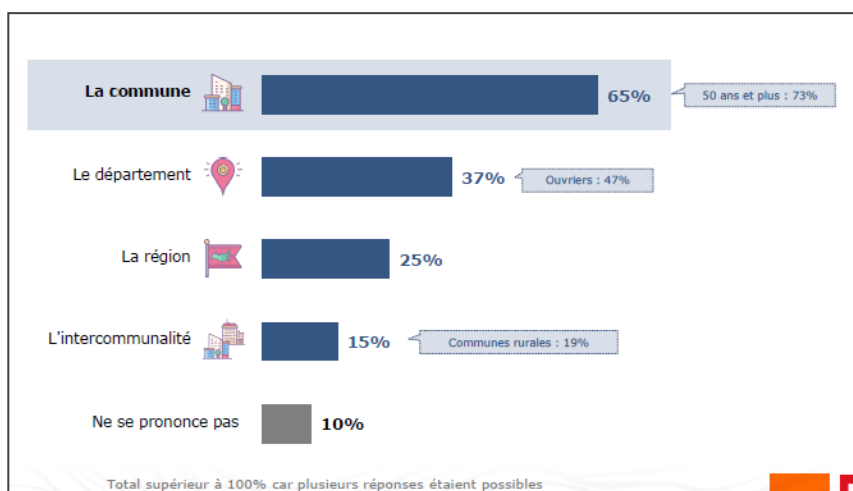 La commune 65% 50 ans et plus : 73%
Le département 37% Ouvriers : 47%
La région 25%
L'intercommunalité 15% Communes rurales : 19%
Ne se prononce pas 10%
Total supérieur à 100% car plusieurs réponses étaient possibles